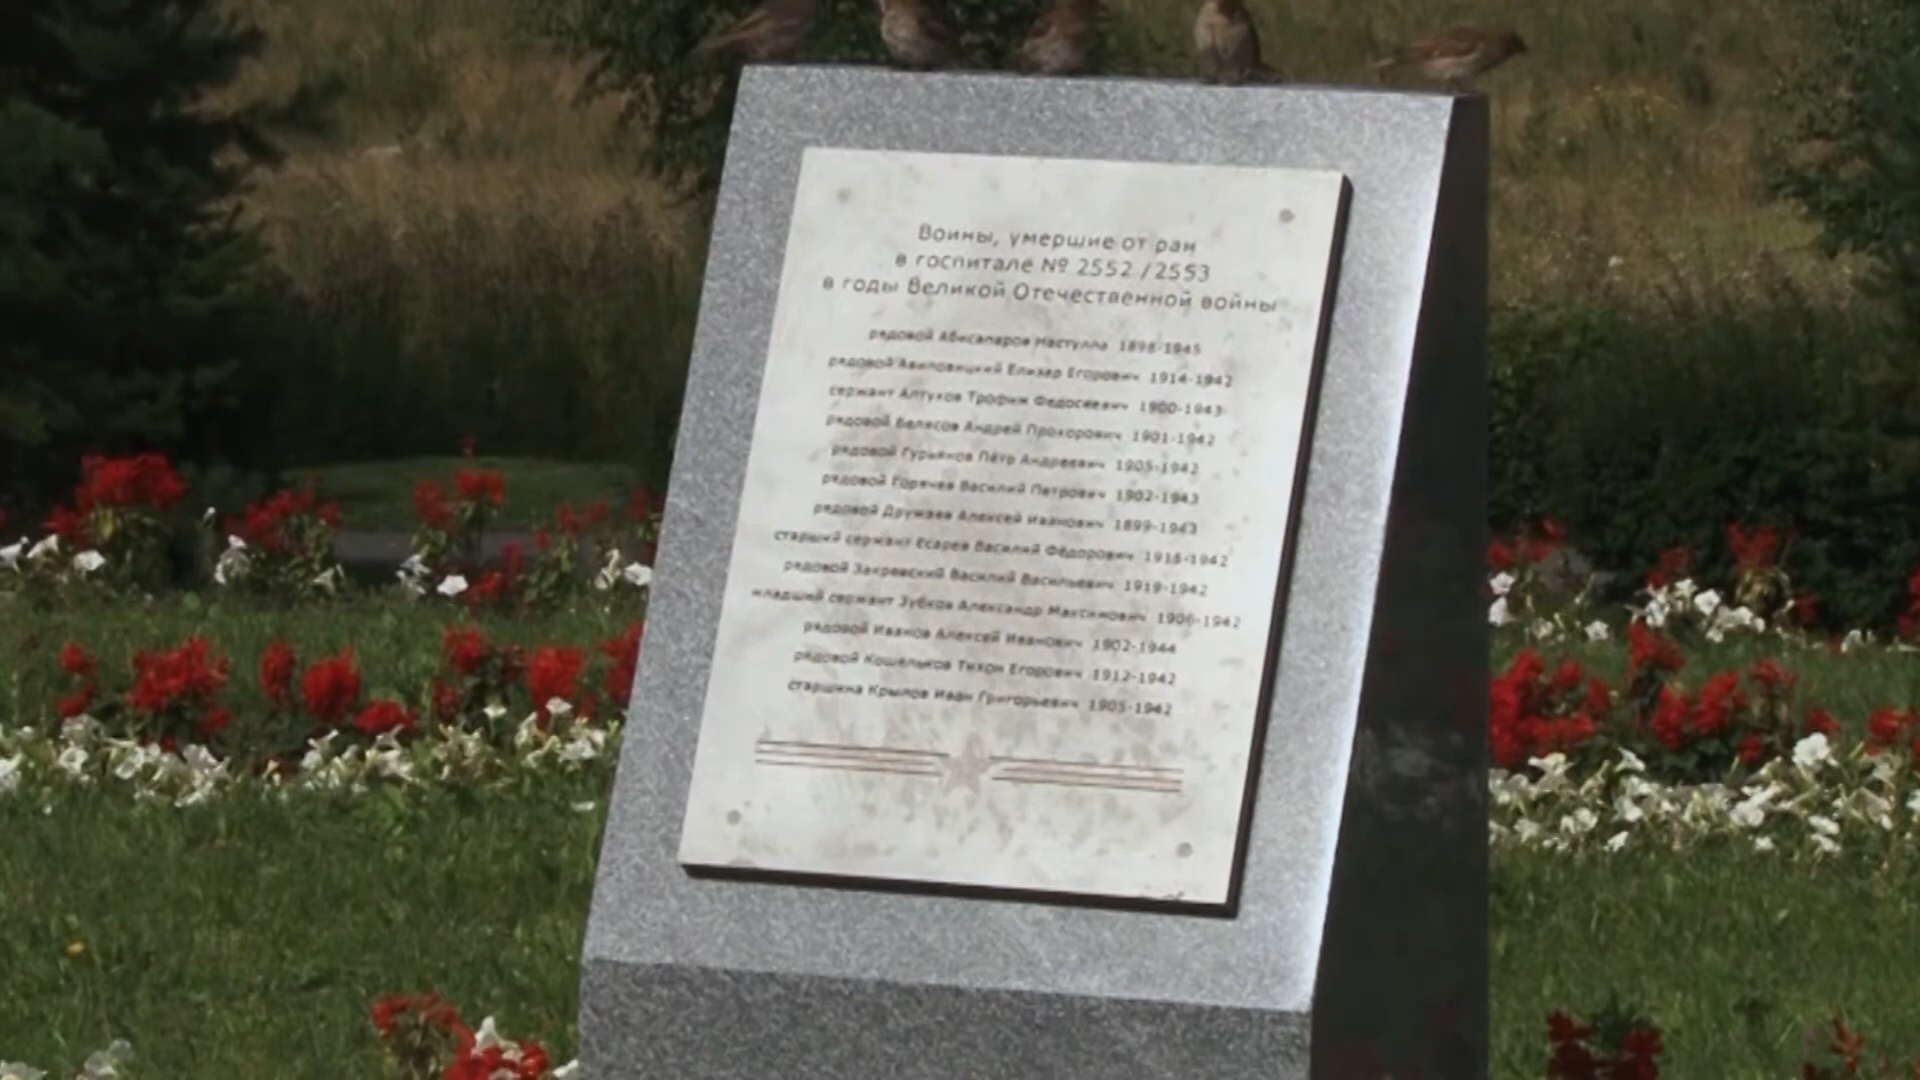 Воины, умершие от ран
в госпитале № 2552 / 2553
в годы Великой Отечественной войны
рядовой Абисапаров Настулла 1898-1945
рядовой Авиловицкий Елизар Егорович 1914-1942
сержант Алтухов Трофим Федосеевич 1900-1943
рядовой Белясов Андрей Прохорович 1901-1942
рядовой Гурьянов Пётр Андреевич 1905-1942
рядовой Горячев Василий Петрович 1902-1943
рядовой Дружаев Алексей Иванович 1899-1943
старший сержант Есарев Василий Фёдорович 1915-1942
рядовой Закревский Василий Васильевич 1919-1942
младший сержант Зубков Александр Максимович 1906-1942
рядовой Иванов Алексей Иванович 1902-1944
рядовой Кошельков Тихон Егорович 1912-1942
старшина Крылов Иван Григорьевич 1905-1942